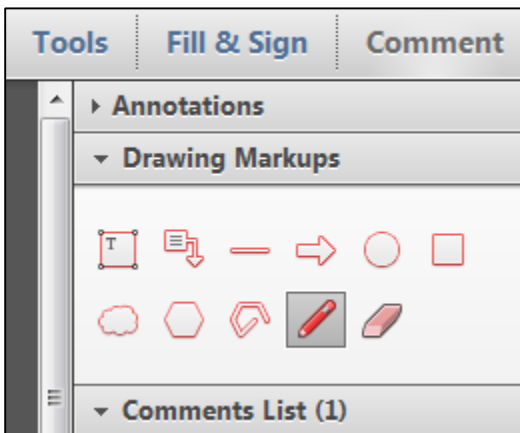 Tools Fill & Sign Comment
Annotations
Drawing Markups
T
Comments List (1)